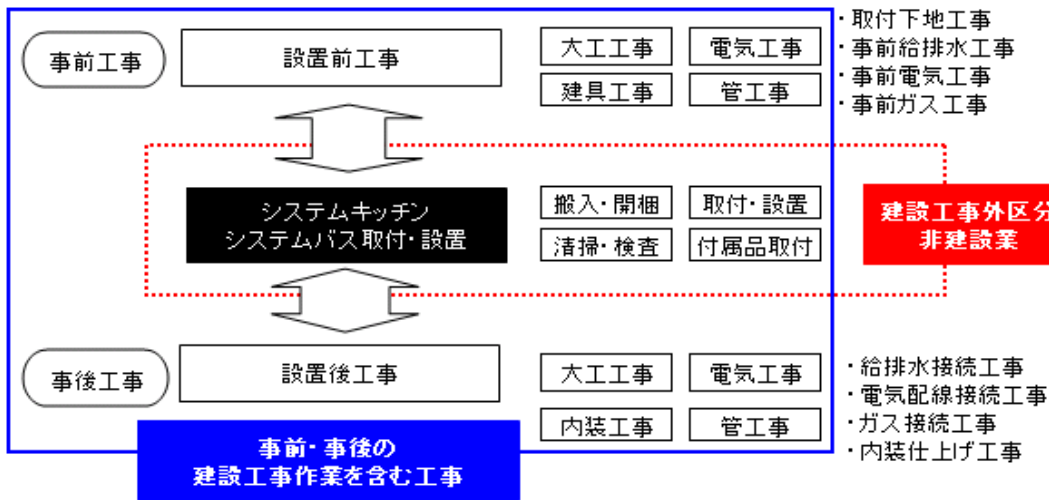 事前工事
設置前工事
大工工事
電気工事
建具工事
管工事
・取付下地工事
・事前給排水工事
・事前電気工事
・事前ガス工事
システムキッチン
システムバス取付・設置
搬入・開梱
取付・設置
清掃・検査
付属品取付
建設工事外区分
非建設業
事後工事
設置後工事
大工工事
電気工事
内装工事
管工事
・給排水接続工事
・電気配線接続工事
・ガス接続工事
・内装仕上げ工事
事前・事後の
建設工事作業を含む工事